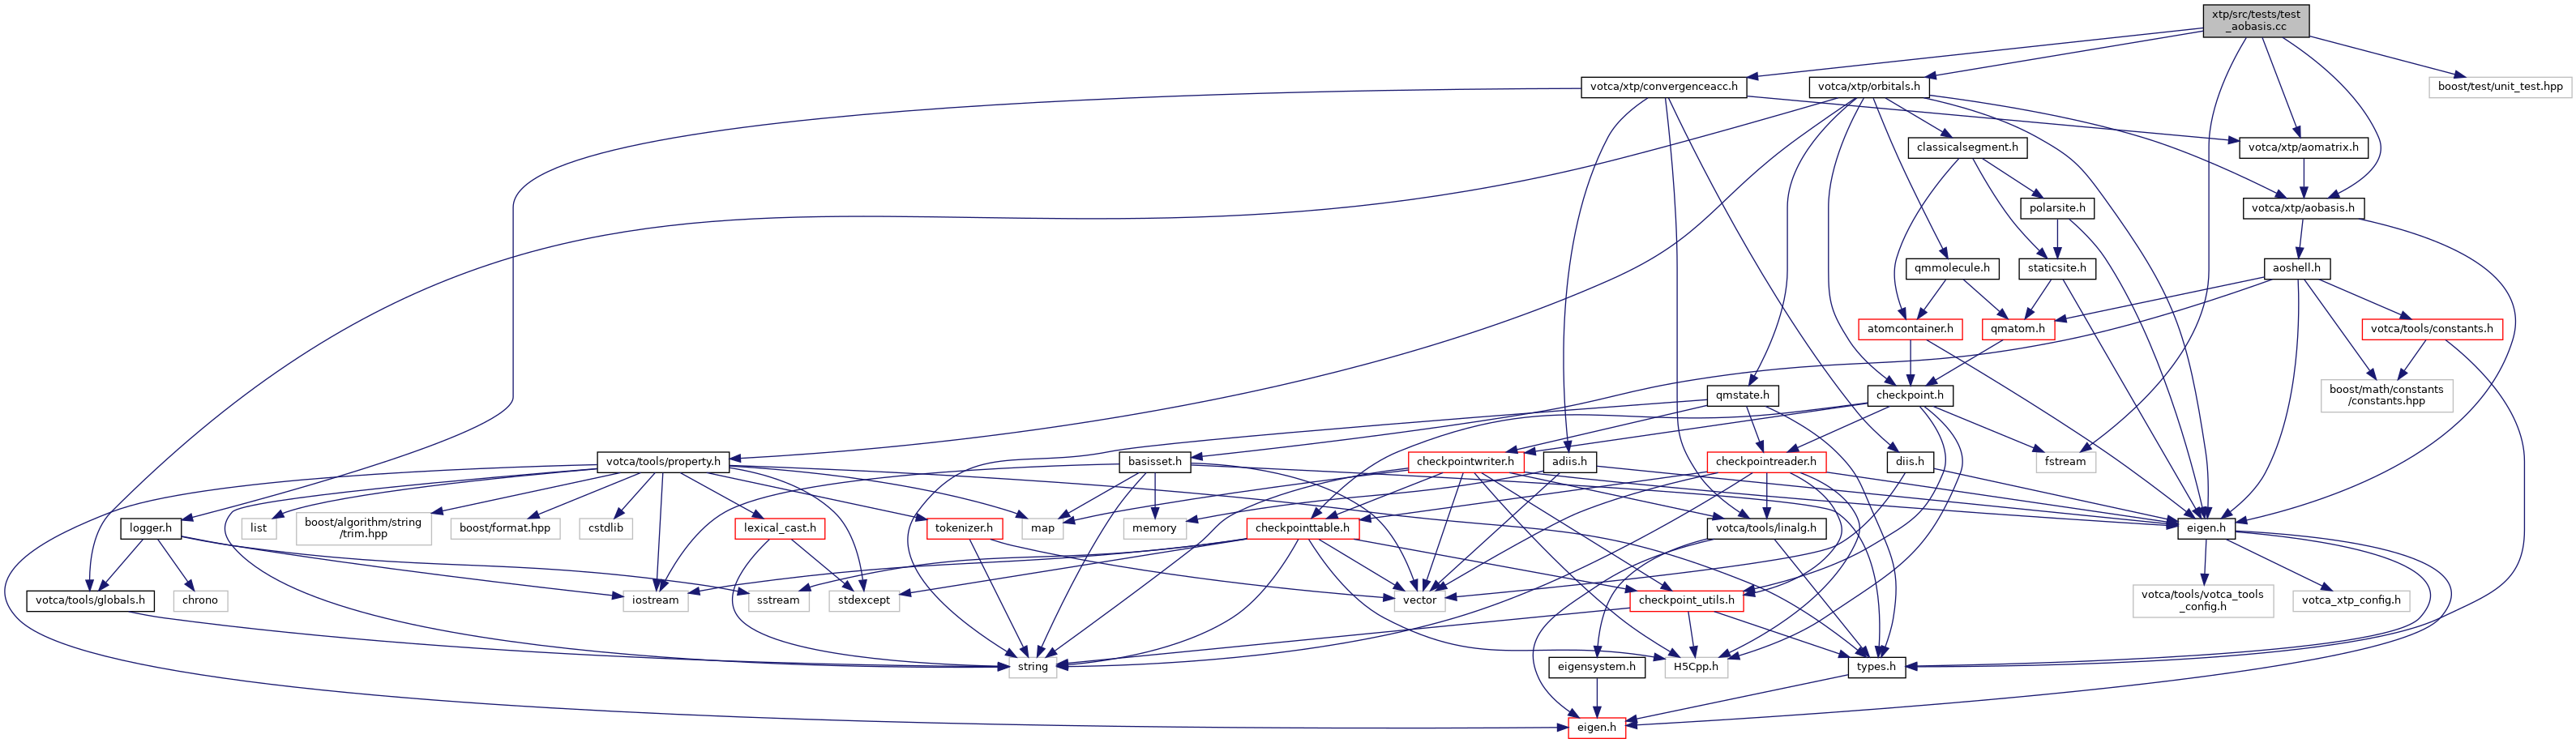 xtp/src/tests/test
_aobasis.cc
votca/xtp/convergenceacc.h
votca/xtp/orbitals.h
boost/test/unit_test.hpp
classicalsegment.h
votca/xtp/aomatrix.h
polarsite.h
votca/xtp/aobasis.h
qmmolecule.h
staticsite.h
aoshell.h
atomcontainer.h
qmatom.h
votca/tools/constants.h
qmstate.h
checkpoint.h
boost/math/constants
/constants.hpp
votca/tools/property.h
basisset.h
checkpointwriter.h
adiis.h
checkpointreader.h
diis.h
fstream
logger.h
list
boost/algorithm/string
/trim.hpp
boost/format.hpp
cstdlib
lexical_cast.h
tokenizer.h
map
memory
checkpointtable.h
votca/tools/linalg.h
eigen.h
votca/tools/globals.h
chrono
iostream
sstream
stdexcept
vector
checkpoint_utils.h
votca/tools/votca_tools
_config.h
votca_xtp_config.h
string
eigensystem.h
H5Cpp.h
types.h
eigen.h